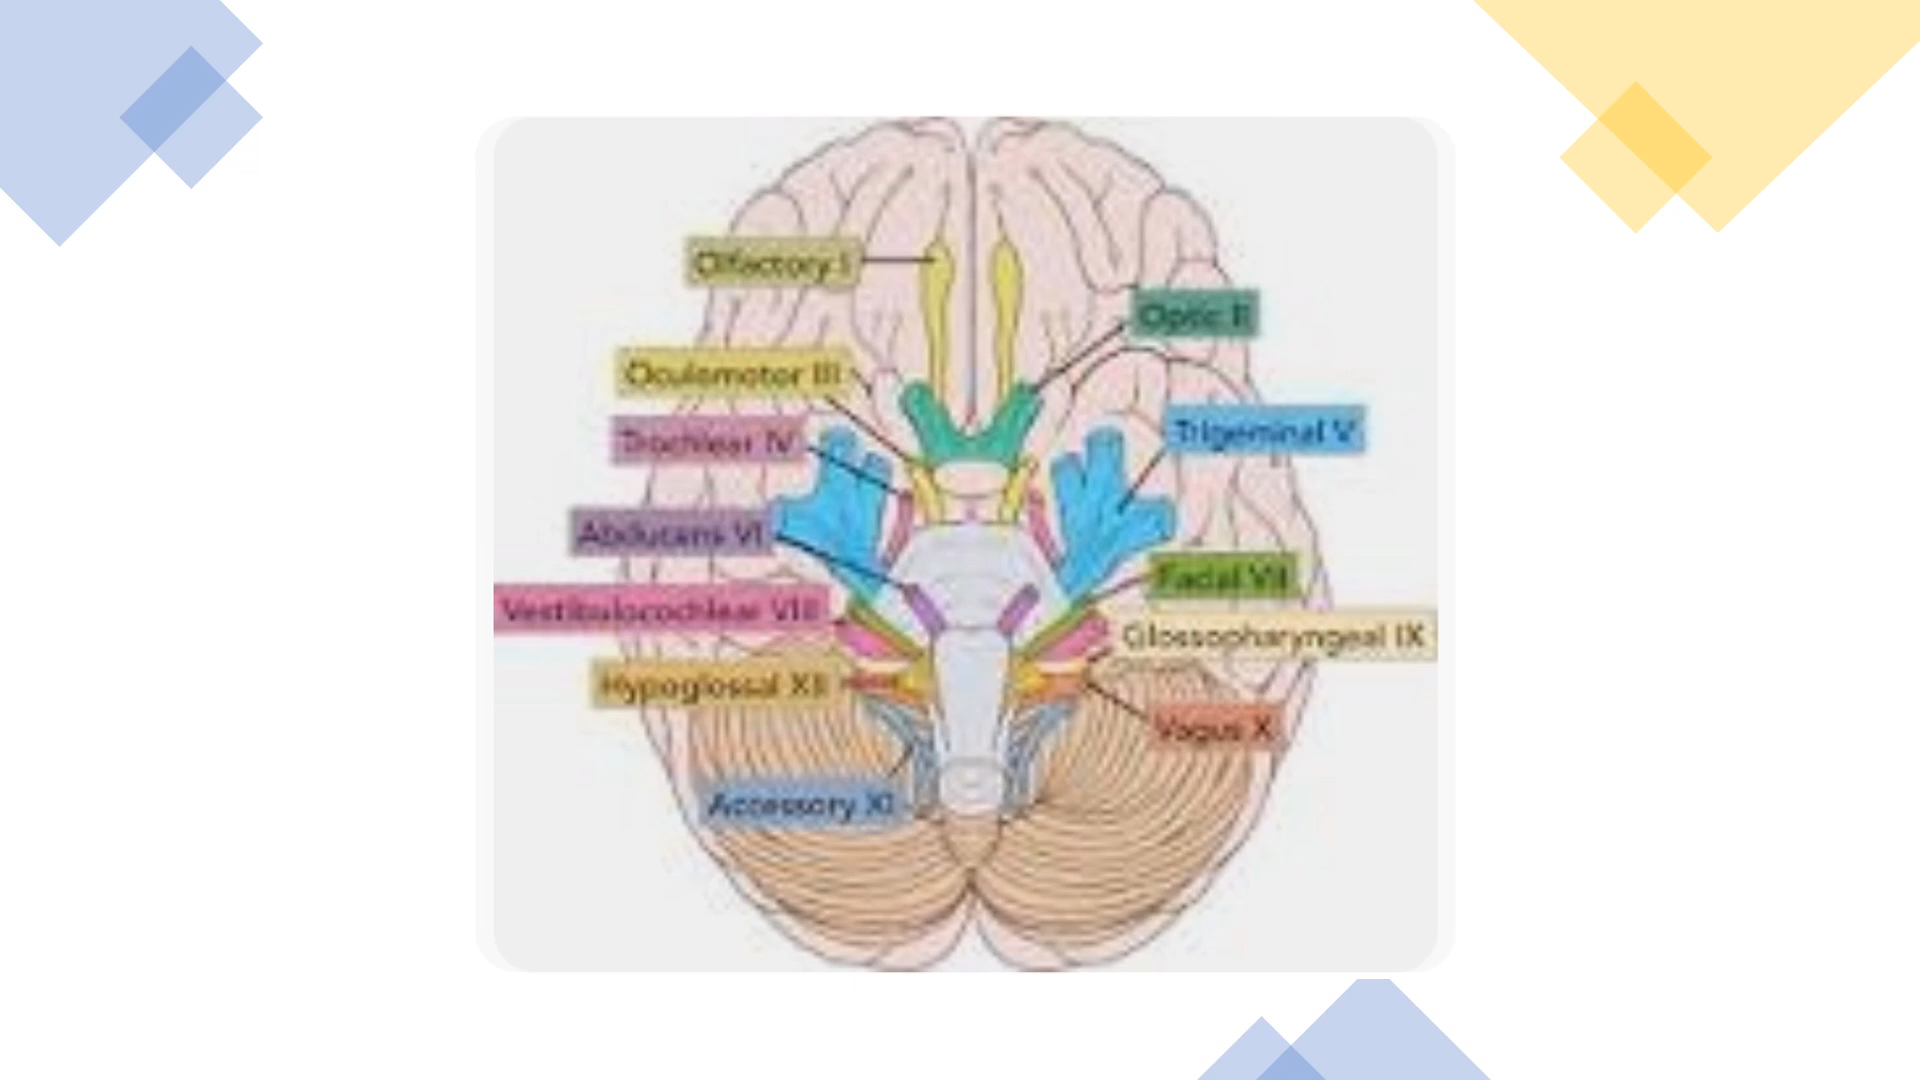 Olfactory I
Optic II
Oculomotor III
Trochlear IV
Trigeminal V
Abducens VI
Facial VII
Vestibulocochlear VIII
Glossopharyngeal IX
Hypoglossal XII
Vagus X
Accessory XI